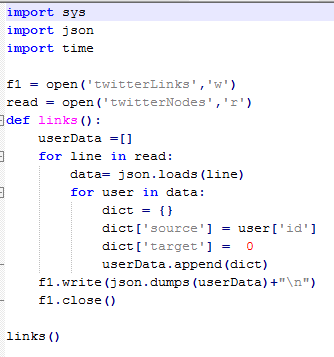 import sys
import json
import time
f1 = open('twitterLinks','w')
read = open('twitterNodes','r')
def links():
userData =[]
for line in read:
data= json.loads(line)
for user in data:
dict = {}
dict['source'] = user['id']
dict['target'] =  0
userData.append(dict)
f1.write(json.dumps(userData)+"\n")
f1.close()
links()